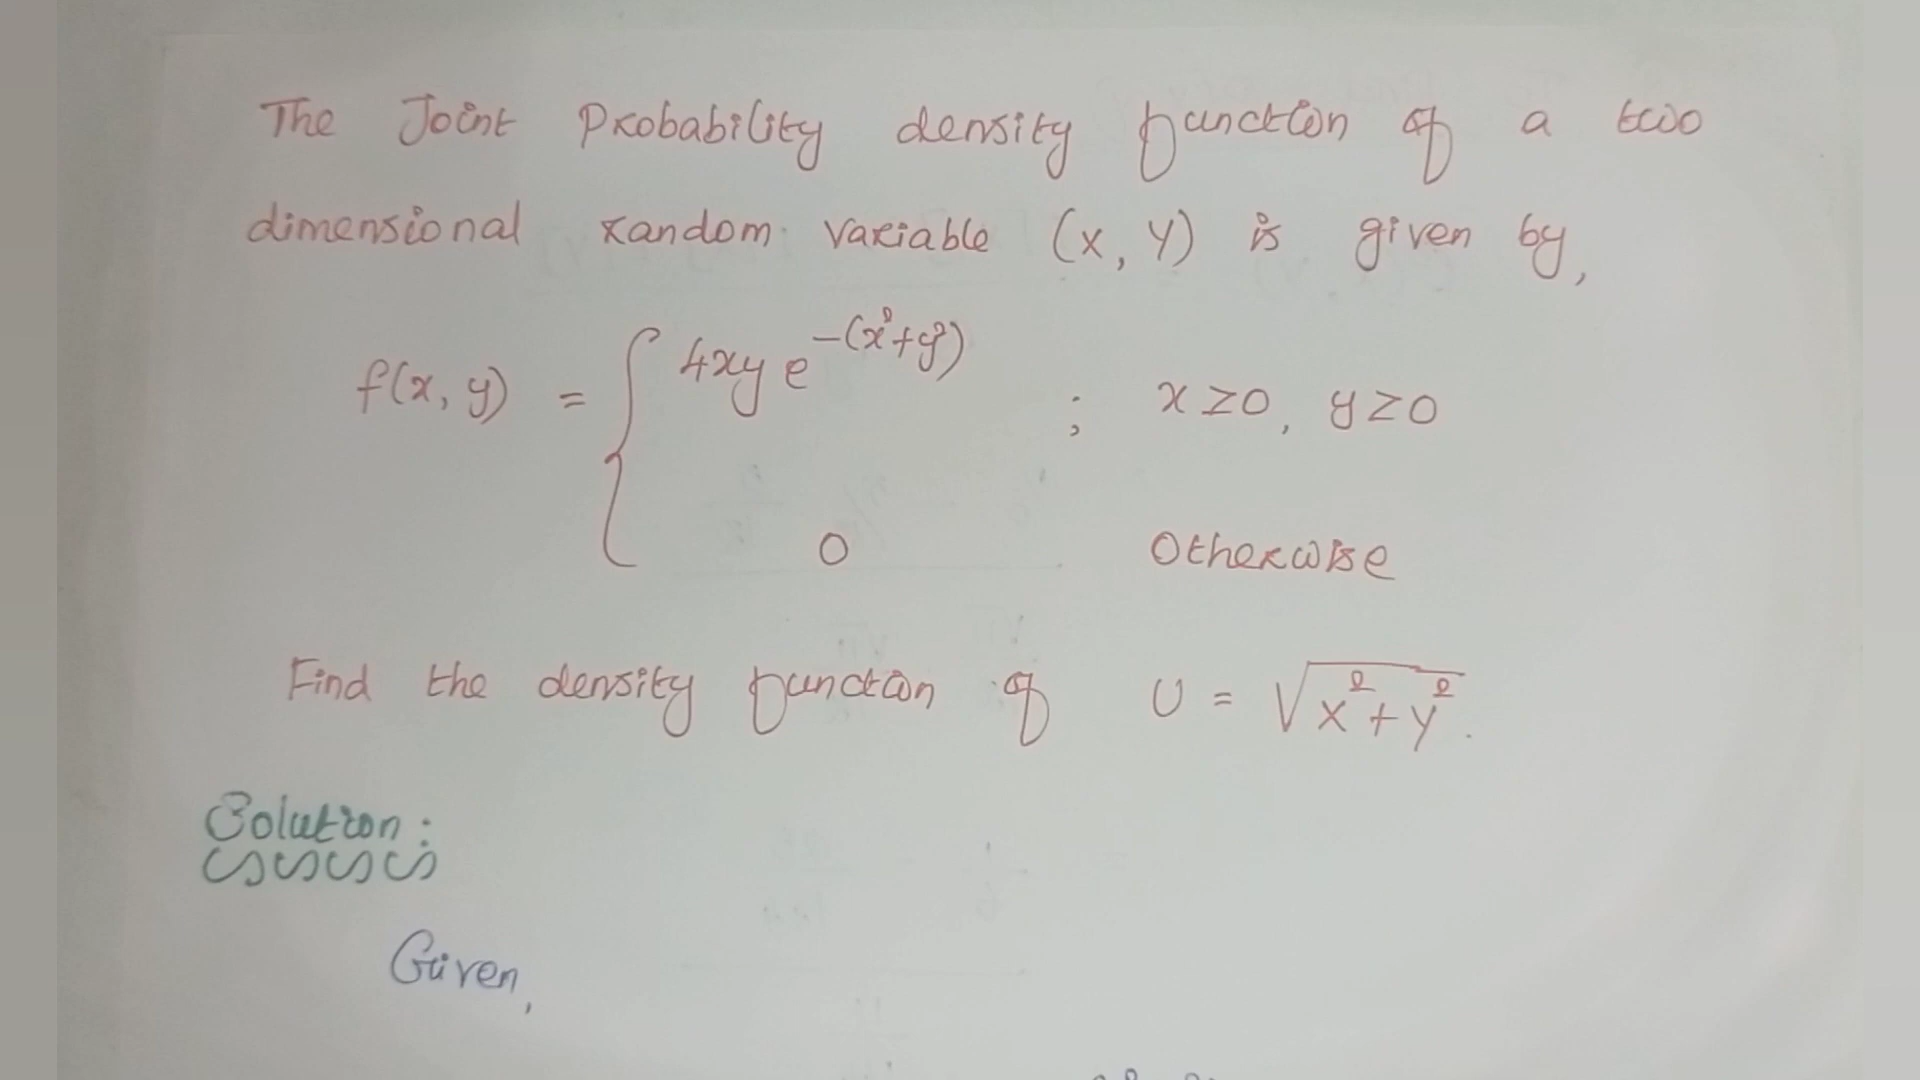 The Joint Probability density function of a two
dimensional random variable (X, Y) is given by,
f(x, y) = { 4xy e^{-(x²+y²)} ; x ≥ 0, y ≥ 0
0 Otherwise
Find the density function of U = √(X²+Y²).
Solution:
Given,